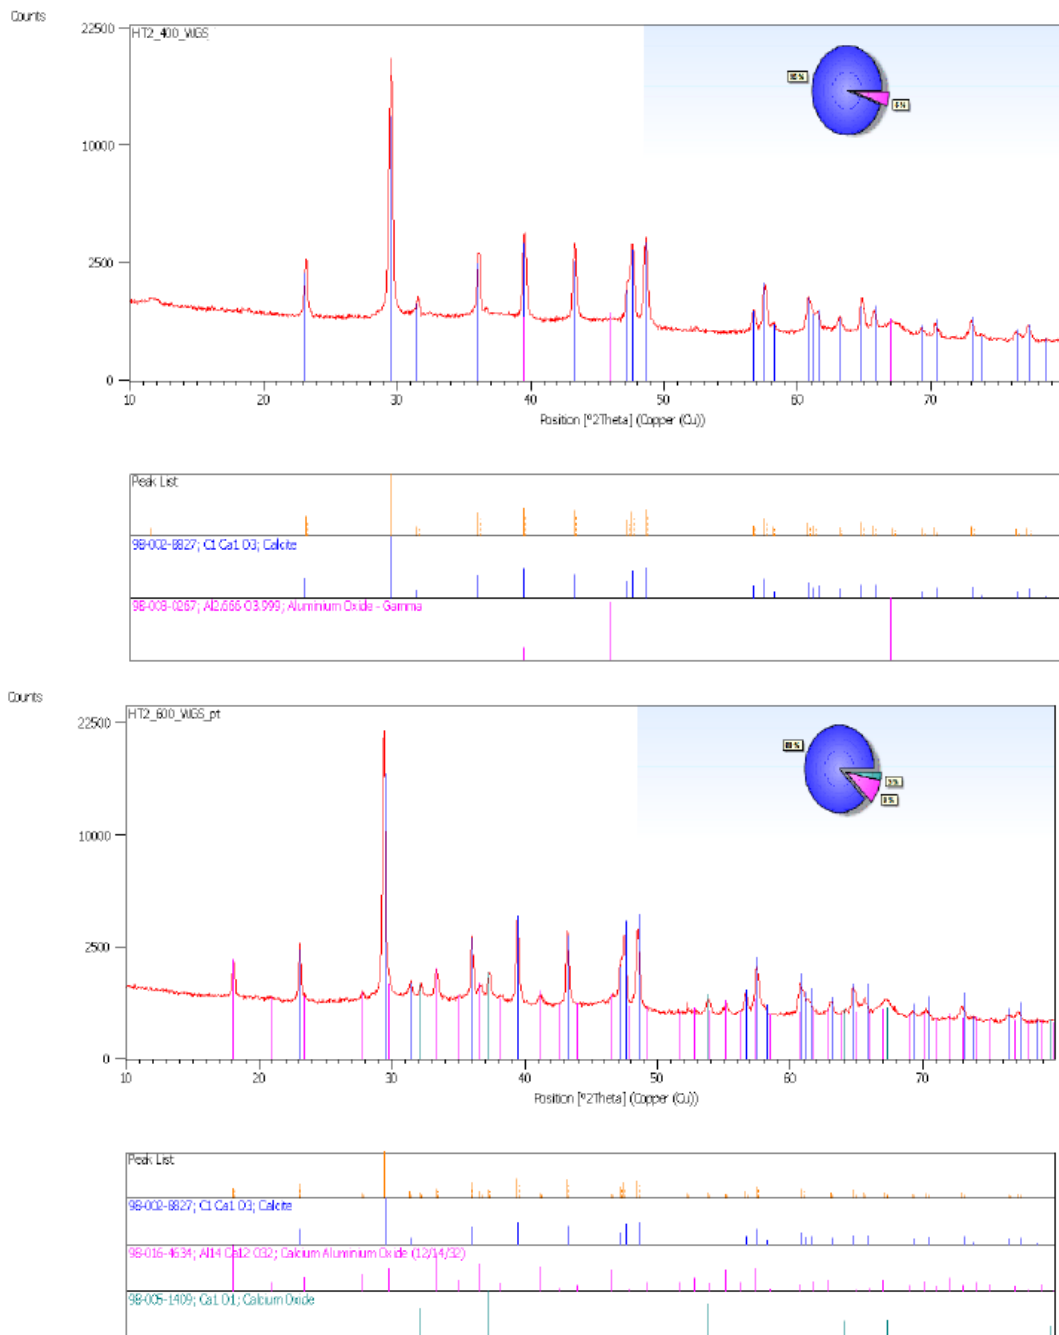 Counts
22500
HT2_400_WGS
10000
2500
0
10 20 30 40 50 60 70
Position [°2Theta] (Copper (Cu))
Peak List
98-002-8827; C1 Ca1 O3; Calcite
98-003-0267; Al2.666 O3.999; Aluminium Oxide - Gamma
Counts
22500
HT2_600_WGS_pt
10000
2500
0
10 20 30 40 50 60 70
Position [°2Theta] (Copper (Cu))
Peak List
98-002-8827; C1 Ca1 O3; Calcite
98-016-4634; Al14 Ca12 O32; Calcium Aluminium Oxide (12/14/32)
98-005-1409; Ca1 O1; Calcium Oxide